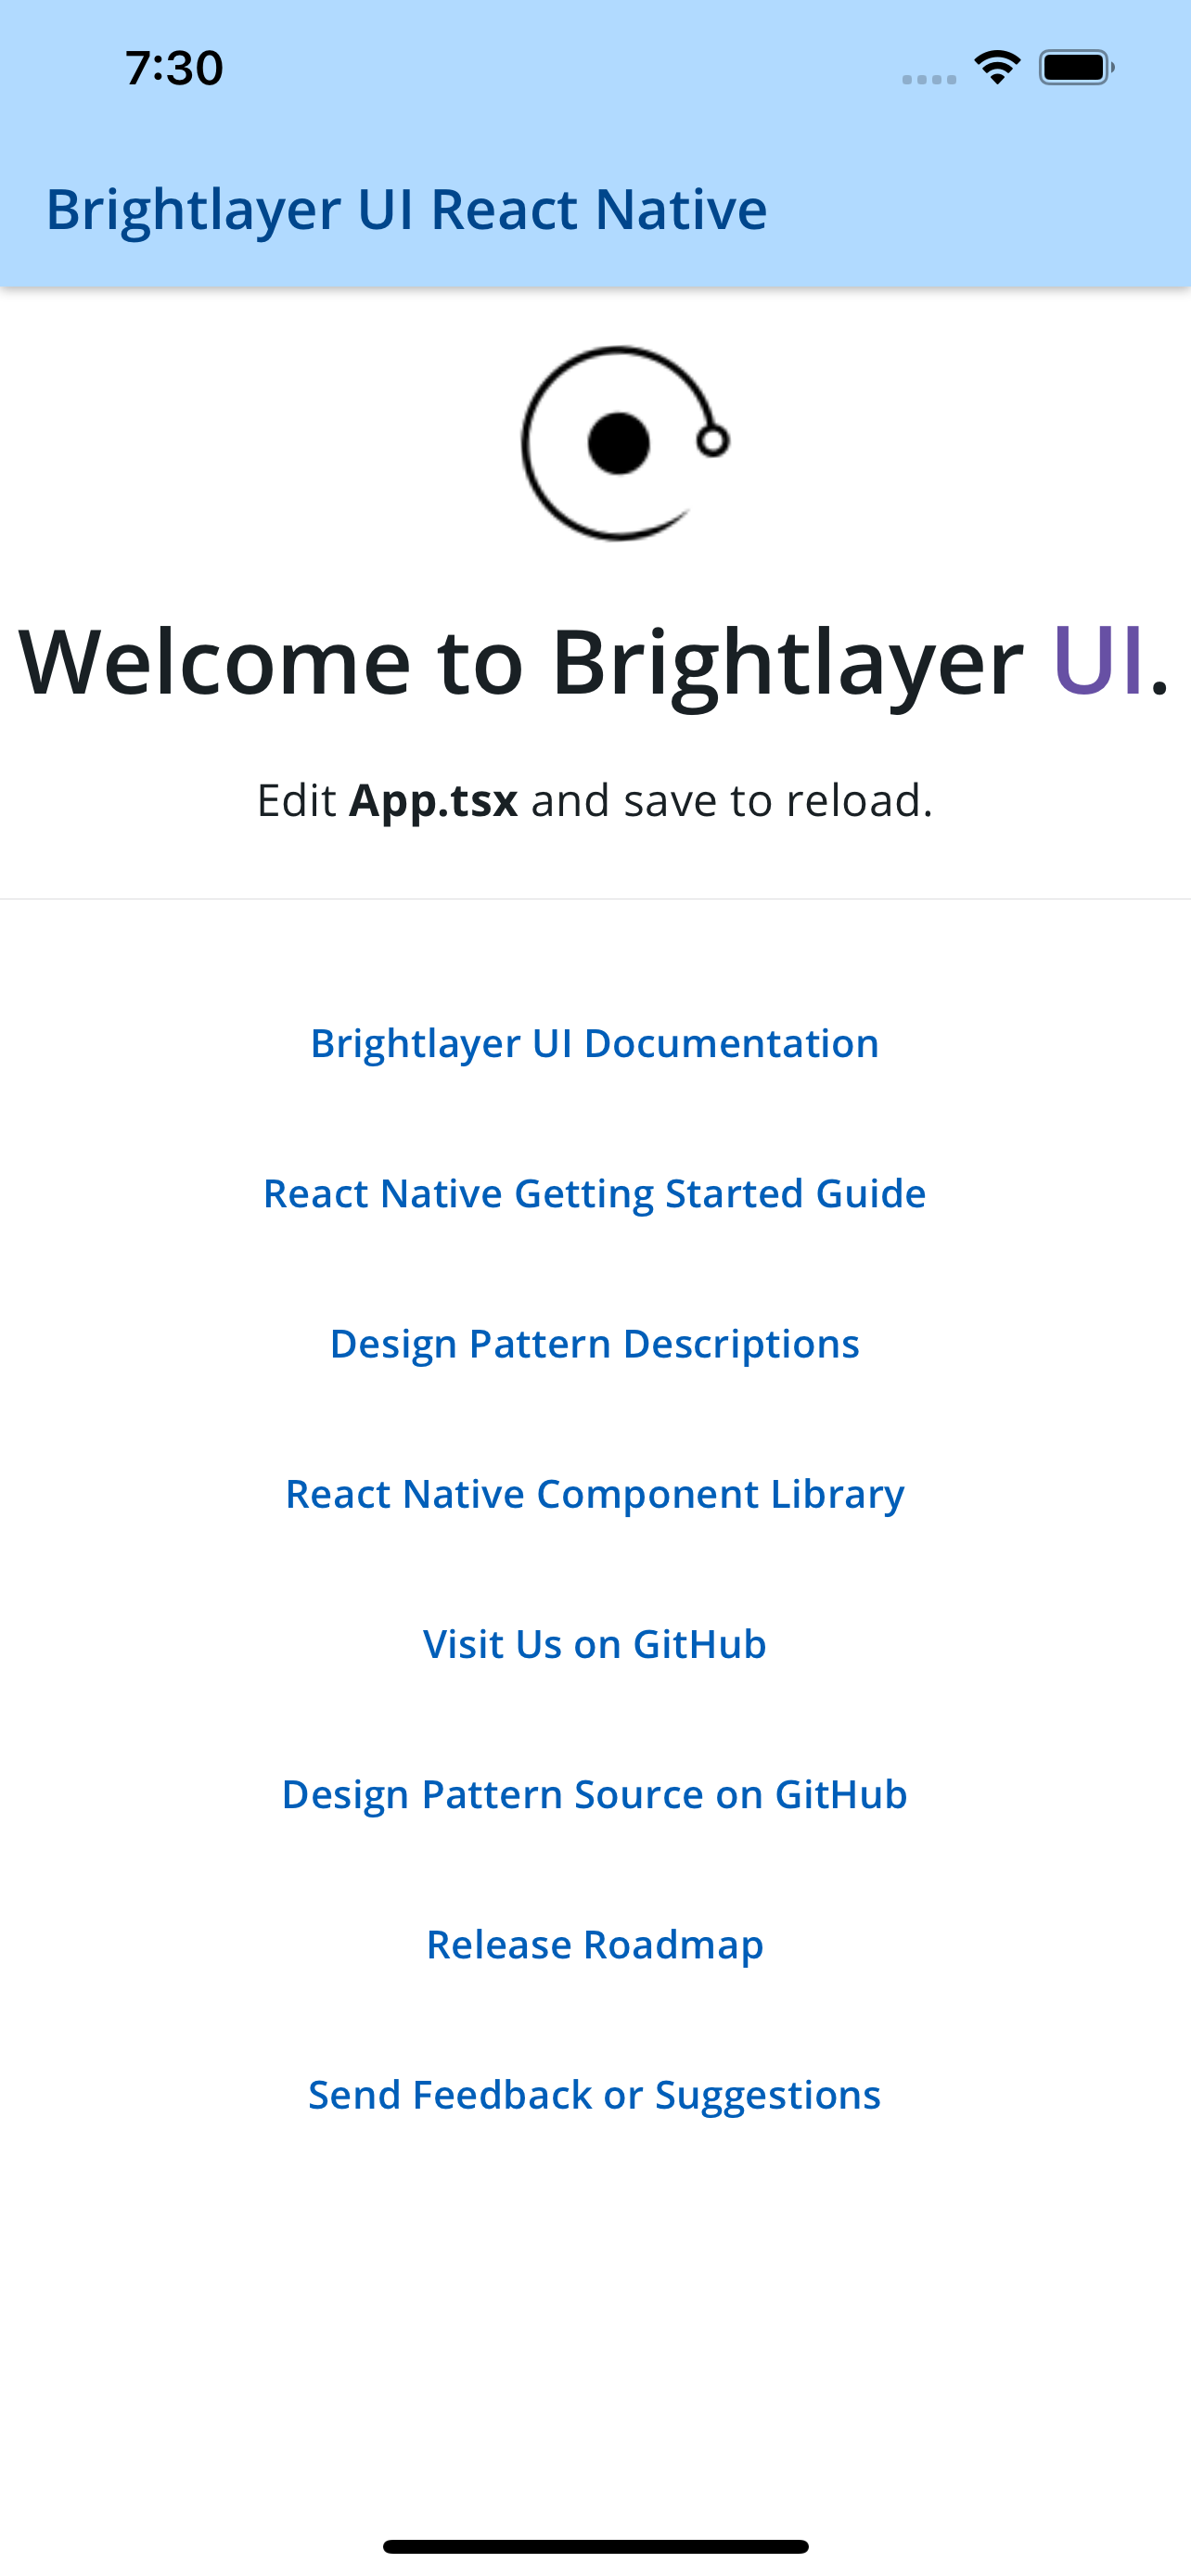 7:30
Brightlayer UI React Native
Welcome to Brightlayer UI.
Edit App.tsx and save to reload.
Brightlayer UI Documentation
React Native Getting Started Guide
Design Pattern Descriptions
React Native Component Library
Visit Us on GitHub
Design Pattern Source on GitHub
Release Roadmap
Send Feedback or Suggestions